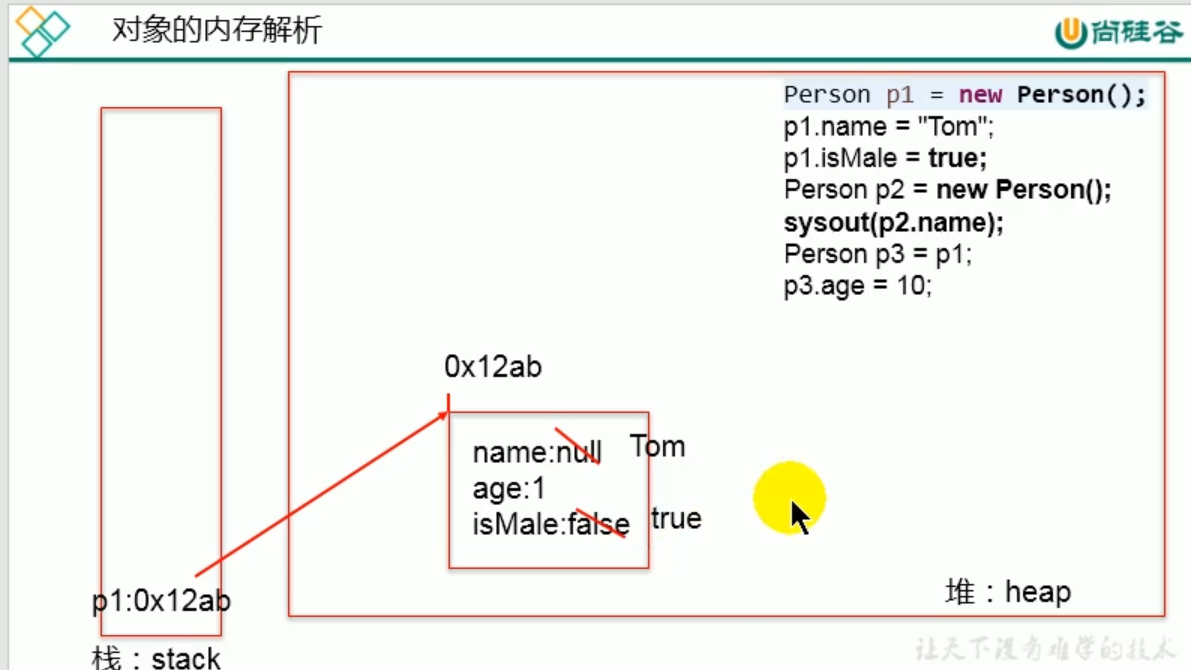 对象的内存解析
尚硅谷
Person p1 = new Person();
p1.name = "Tom";
p1.isMale = true;
Person p2 = new Person();
sysout(p2.name);
Person p3 = p1;
p3.age = 10;
0x12ab
name:null Tom
age:1
isMale:false true
p1:0x12ab
堆：heap
栈：stack
让天下没有难学的技术